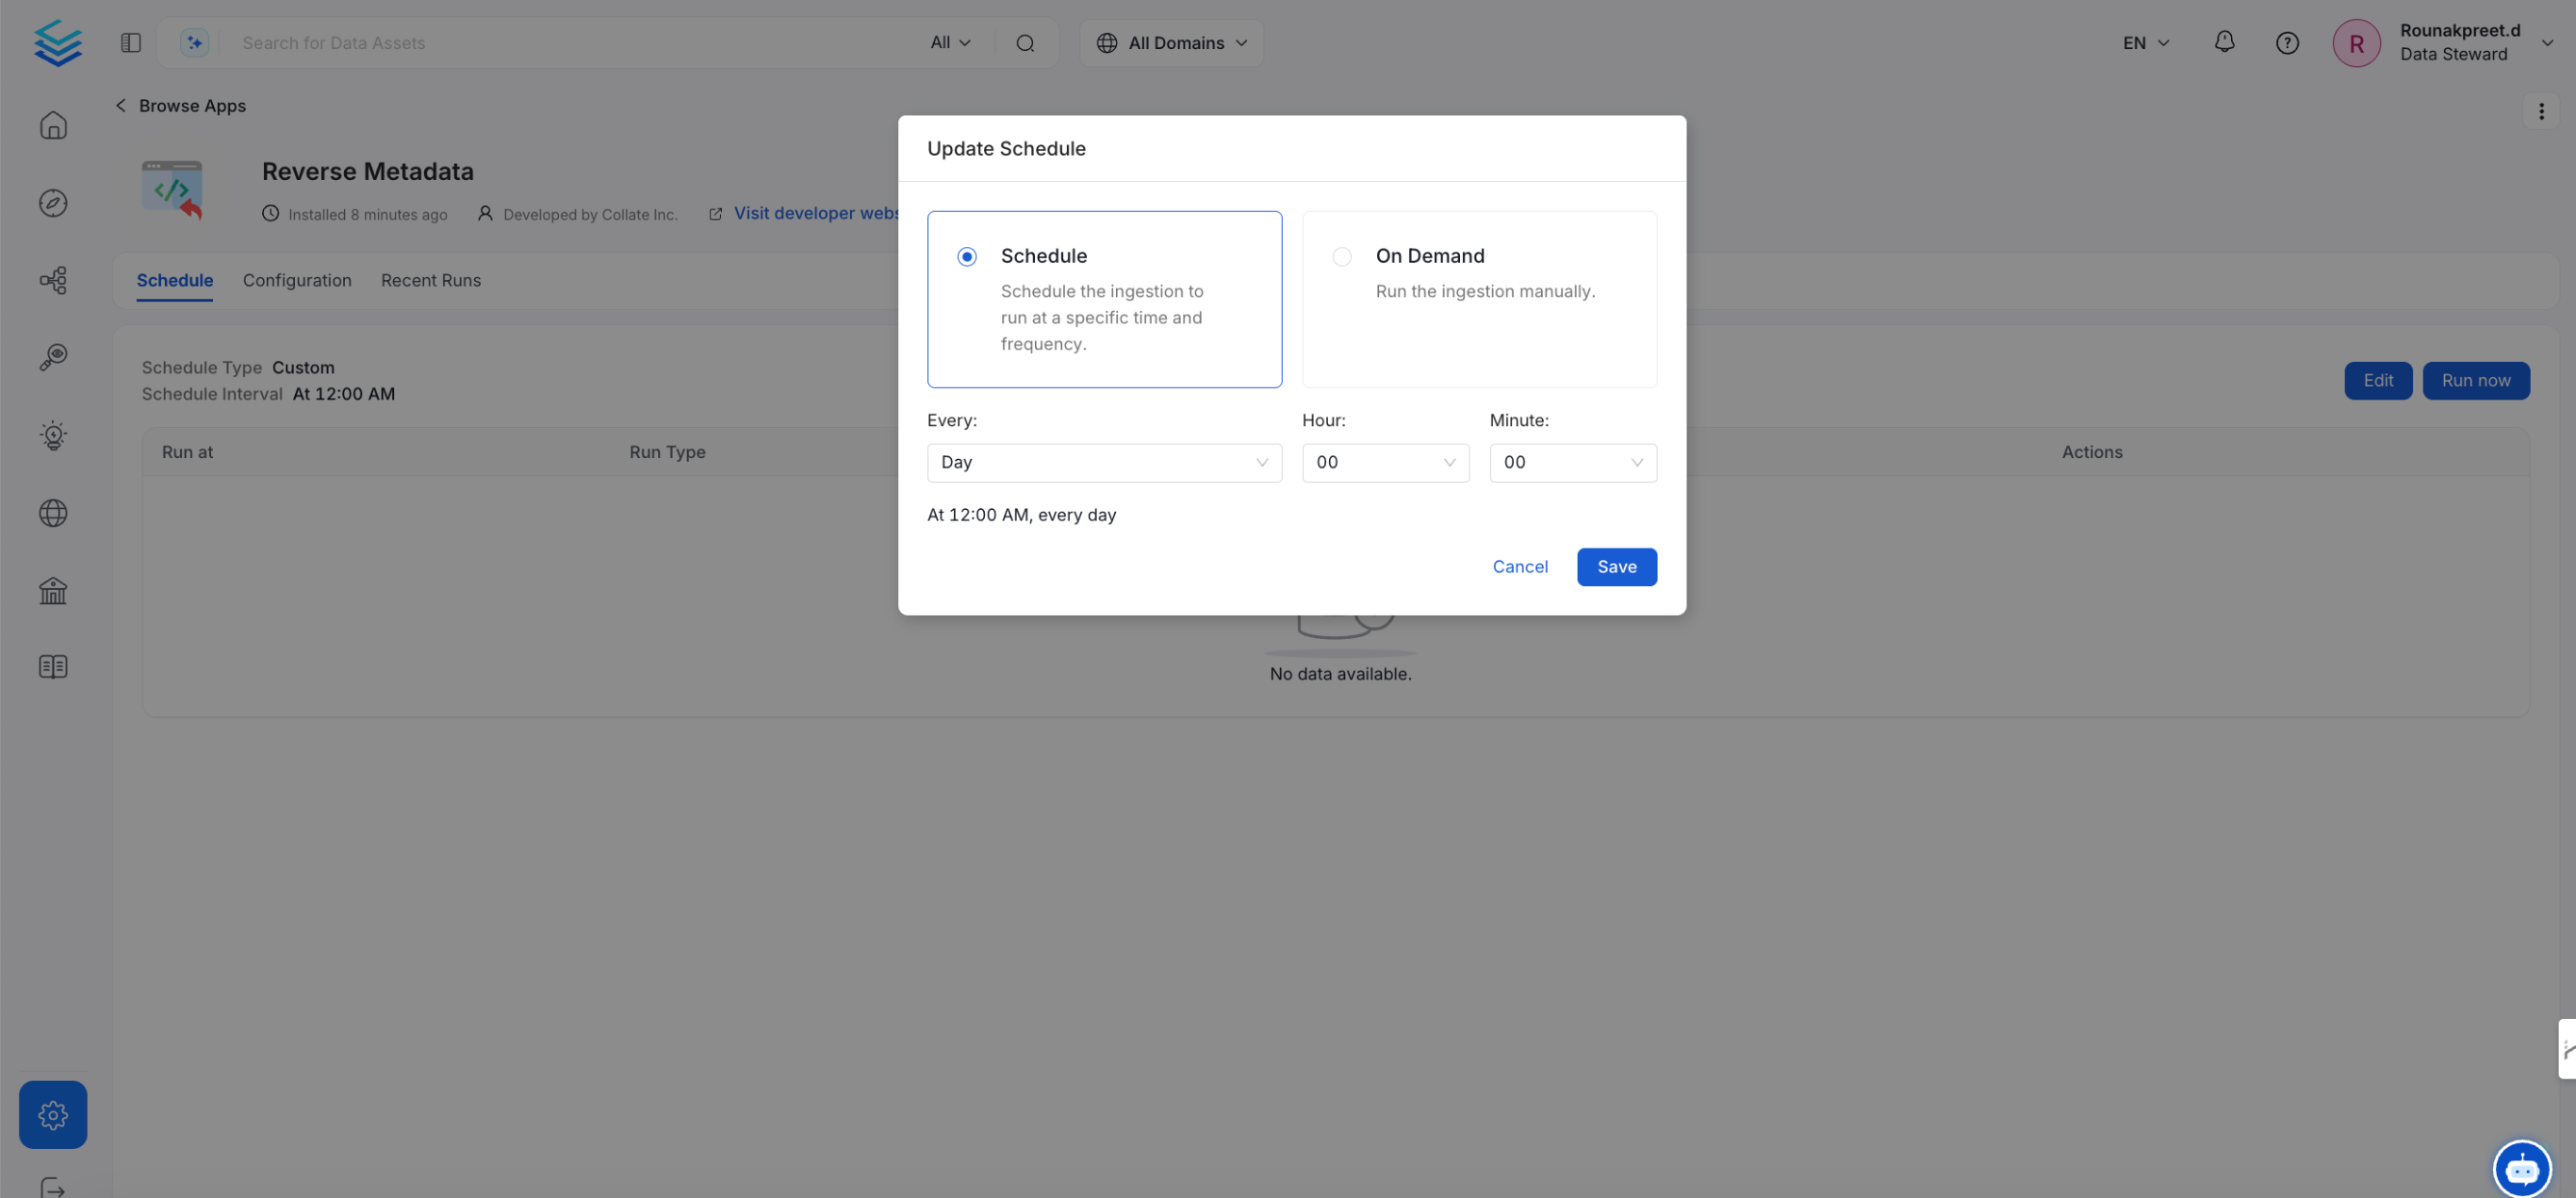 Search for Data Assets
All
All Domains
EN
R
Rounakpreet.d
Data Steward
Browse Apps
Reverse Metadata
Installed 8 minutes ago
Developed by Collate Inc.
Visit developer webs
Schedule
Configuration
Recent Runs
Schedule Type Custom
Schedule Interval At 12:00 AM
Edit
Run now
Run at
Run Type
Actions
No data available.
Update Schedule
Schedule
Schedule the ingestion to
run at a specific time and
frequency.
On Demand
Run the ingestion manually.
Every:
Hour:
Minute:
Day
00
00
At 12:00 AM, every day
Cancel
Save